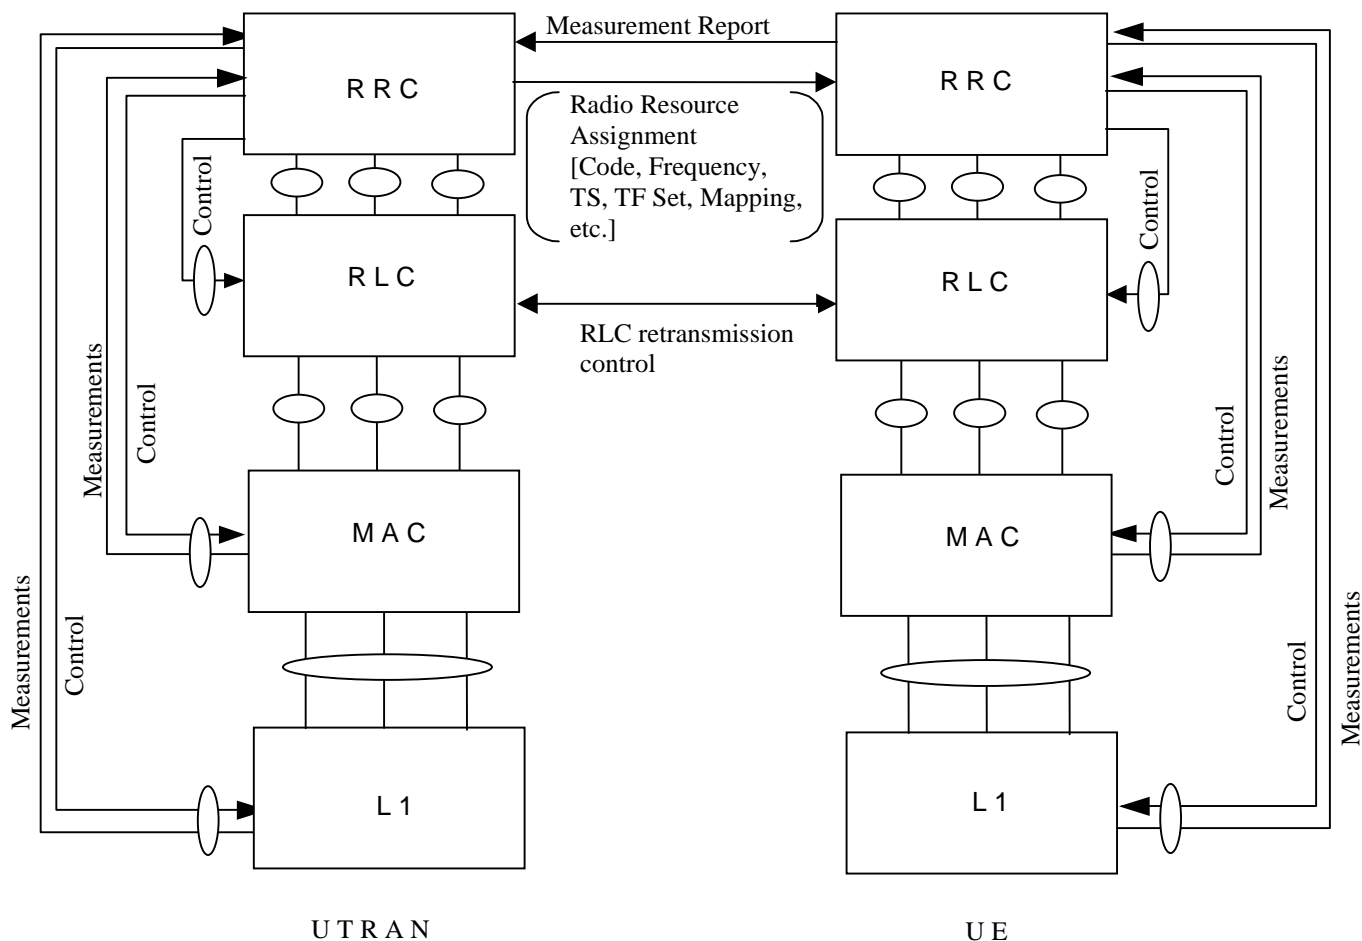 Measurement Report
R R C
R R C
Radio Resource
Assignment
[Code, Frequency,
TS, TF Set, Mapping,
etc.]
Control
Control
R L C
R L C
RLC retransmission
control
Measurements
Control
Control
Measurements
M A C
M A C
Measurements
Control
Control
Measurements
L 1
L 1
U T R A N
U E